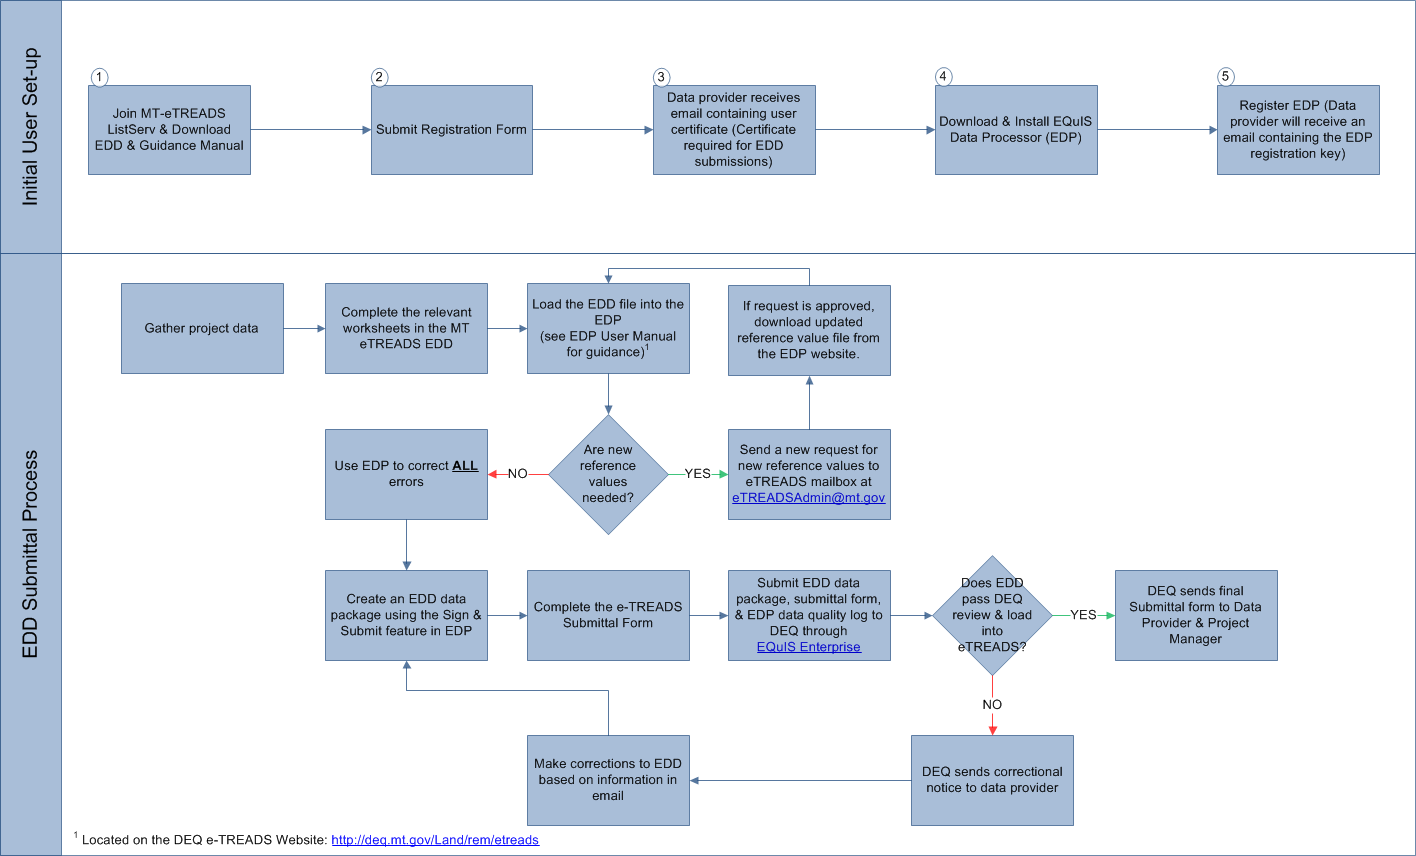 Initial User Set-up
1
Join MT-eTREADS
ListServ & Download
EDD & Guidance Manual
2
Submit Registration Form
3
Data provider receives
email containing user
certificate (Certificate
required for EDD
submissions)
4
Download & Install EQuIS
Data Processor (EDP)
5
Register EDP (Data
provider will receive an
email containing the EDP
registration key)
EDD Submittal Process
Gather project data
Complete the relevant
worksheets in the MT
eTREADS EDD
Load the EDD file into the
EDP
(see EDP User Manual
for guidance)1
If request is approved,
download updated
reference value file from
the EDP website.
Use EDP to correct ALL
errors
NO
Are new
reference
values
needed?
YES
Send a new request for
new reference values to
eTREADS mailbox at
eTREADSAdmin@mt.gov
Create an EDD data
package using the Sign &
Submit feature in EDP
Complete the e-TREADS
Submittal Form
Submit EDD data
package, submittal form,
& EDP data quality log to
DEQ through
EQuIS Enterprise
Does EDD
pass DEQ
review & load
into
eTREADS?
YES
DEQ sends final
Submittal form to Data
Provider & Project
Manager
NO
Make corrections to EDD
based on information in
email
DEQ sends correctional
notice to data provider
1 Located on the DEQ e-TREADS Website: http://deq.mt.gov/Land/rem/etreads